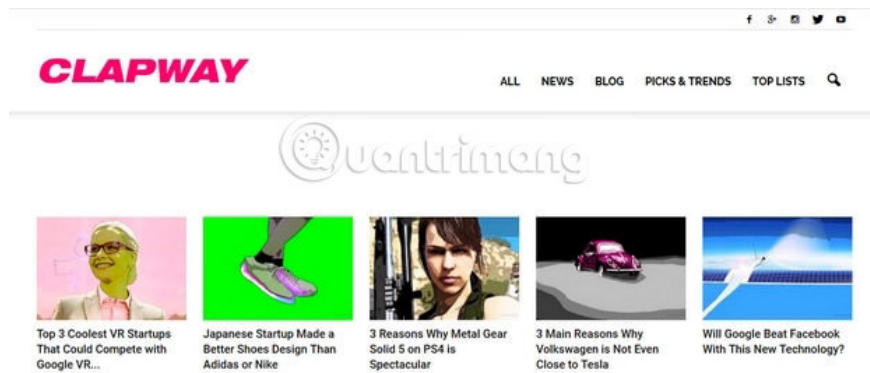 CLAPWAY
ALL NEWS BLOG PICKS & TRENDS TOP LISTS
Quantrimang
Top 3 Coolest VR Startups
That Could Compete with
Google VR...
Japanese Startup Made a
Better Shoes Design Than
Adidas or Nike
3 Reasons Why Metal Gear
Solid 5 on PS4 is
Spectacular
3 Main Reasons Why
Volkswagen is Not Even
Close to Tesla
Will Google Beat Facebook
With This New Technology?